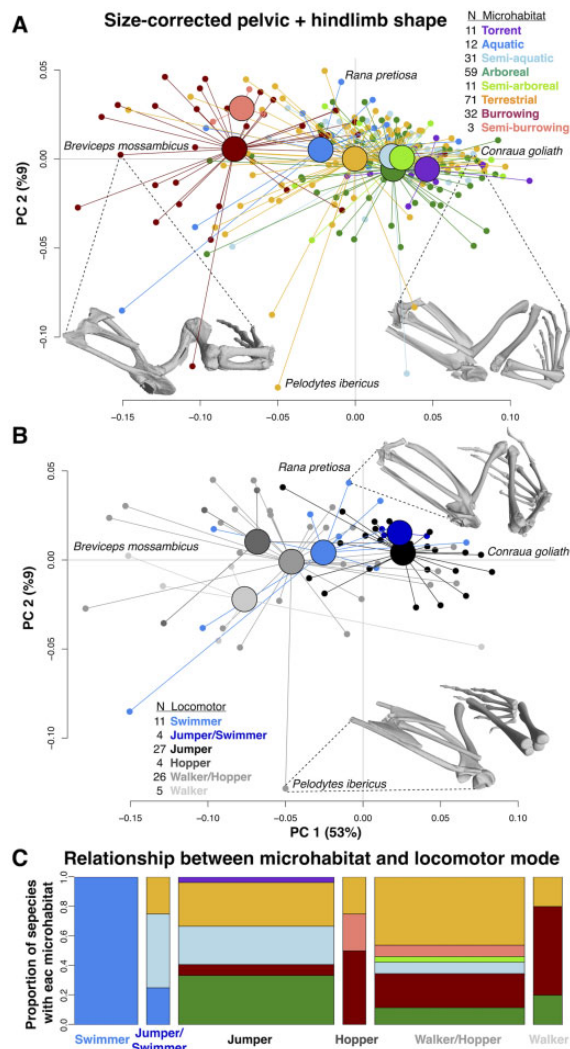 A
Size-corrected pelvic + hindlimb shape
N Microhabitat
11 Torrent
12 Aquatic
31 Semi-aquatic
59 Arboreal
11 Semi-arboreal
71 Terrestrial
32 Burrowing
3 Semi-burrowing
Rana pretiosa
Breviceps mossambicus
Conraua goliath
Pelodytes ibericus
PC 2 (%9)
0.05
0.00
−0.05
−0.10
−0.15 −0.10 −0.05 0.00 0.05 0.10
B
Rana pretiosa
Breviceps mossambicus
Conraua goliath
Pelodytes ibericus
PC 2 (%9)
0.05
0.00
−0.05
−0.10
N Locomotor
11 Swimmer
4 Jumper/Swimmer
27 Jumper
4 Hopper
26 Walker/Hopper
5 Walker
−0.15 −0.10 −0.05 0.00 0.05 0.10
PC 1 (53%)
C Relationship between microhabitat and locomotor mode
Proportion of sepecies
with eac microhabitat
1.0
0.8
0.6
0.4
0.2
0.0
Swimmer
Jumper/
Swimmer
Jumper
Hopper
Walker/Hopper
Walker